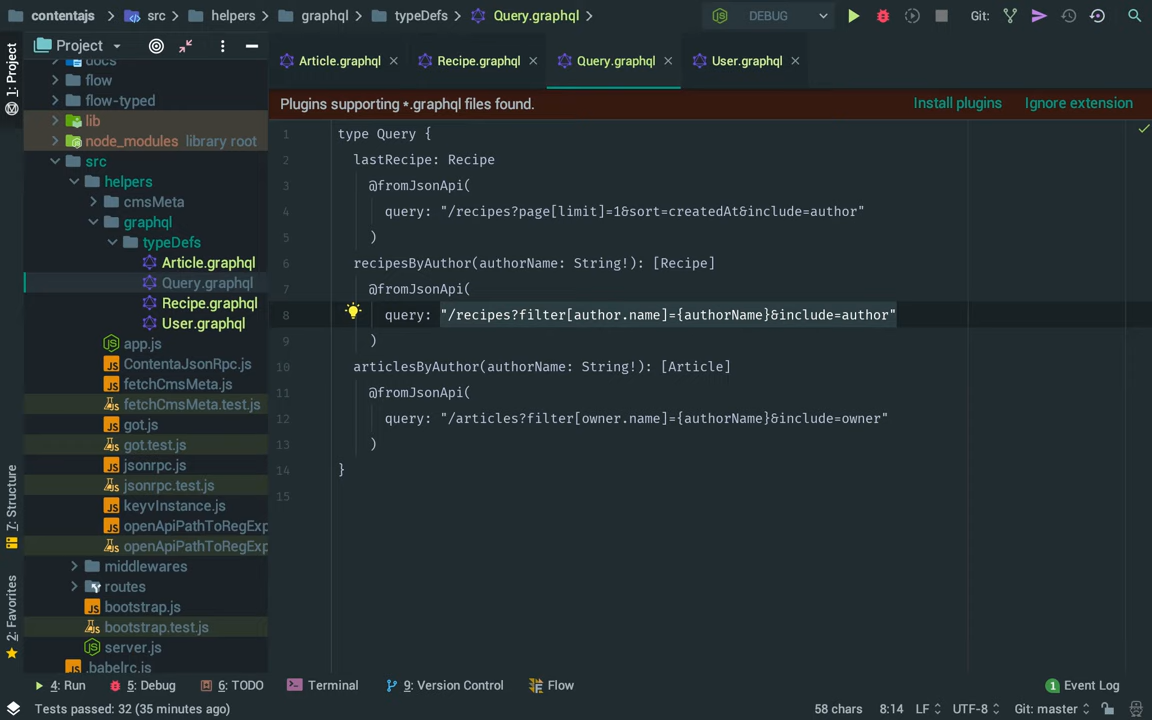 contentajs
src
helpers
graphql
typeDefs
Query.graphql
DEBUG
Git:
1: Project
7: Structure
2: Favorites
Project
docs
flow
flow-typed
lib
node_modules library root
src
helpers
cmsMeta
graphql
typeDefs
Article.graphql
Query.graphql
Recipe.graphql
User.graphql
app.js
ContentaJsonRpc.js
fetchCmsMeta.js
fetchCmsMeta.test.js
got.js
got.test.js
jsonrpc.js
jsonrpc.test.js
keyvInstance.js
openApiPathToRegExp
openApiPathToRegExp
middlewares
routes
bootstrap.js
bootstrap.test.js
server.js
.babelrc.js
Article.graphql
Recipe.graphql
Query.graphql
User.graphql
Plugins supporting *.graphql files found.
Install plugins
Ignore extension
1 type Query {
2 lastRecipe: Recipe
3 @fromJsonApi(
4 query: "/recipes?page[limit]=1&sort=createdAt&include=author"
5 )
6 recipesByAuthor(authorName: String!): [Recipe]
7 @fromJsonApi(
8 query: "/recipes?filter[author.name]={authorName}&include=author"
9 )
10 articlesByAuthor(authorName: String!): [Article]
11 @fromJsonApi(
12 query: "/articles?filter[owner.name]={authorName}&include=owner"
13 )
14 }
15
4: Run
5: Debug
6: TODO
Terminal
9: Version Control
Flow
1 Event Log
Tests passed: 32 (35 minutes ago)
58 chars
8:14
LF
UTF-8
Git: master